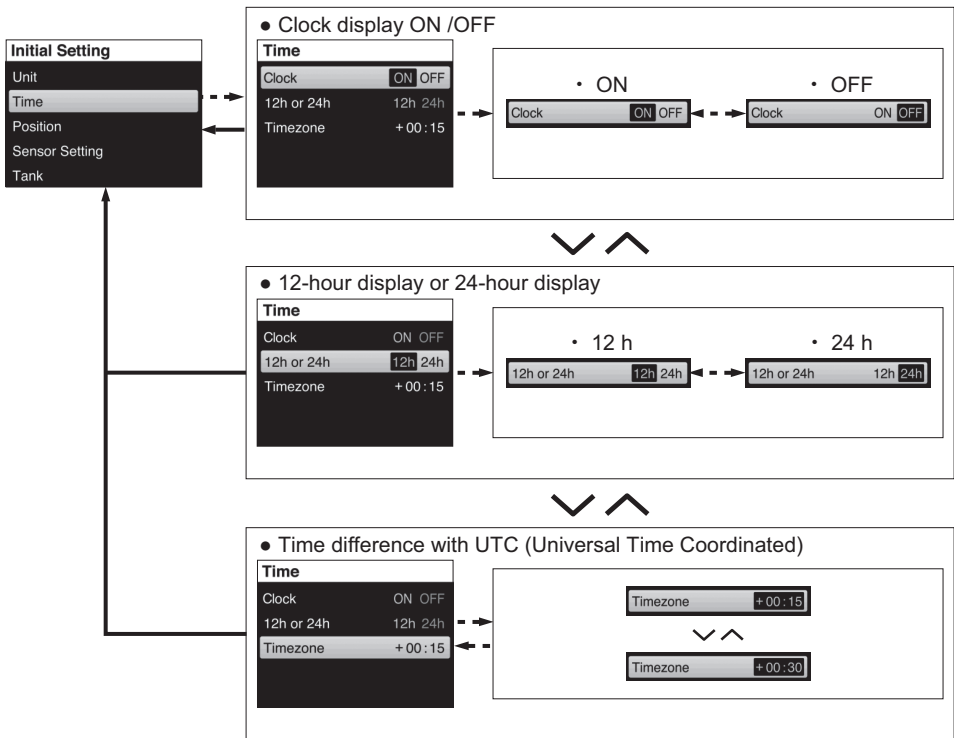 ● Clock display ON /OFF
Initial Setting
Unit
Time
Position
Sensor Setting
Tank
Time
Clock ON OFF
12h or 24h 12h 24h
Timezone +00:15
・ ON
Clock ON OFF
・ OFF
Clock ON OFF
● 12-hour display or 24-hour display
Time
Clock ON OFF
12h or 24h 12h 24h
Timezone +00:15
・ 12 h
12h or 24h 12h 24h
・ 24 h
12h or 24h 12h 24h
● Time difference with UTC (Universal Time Coordinated)
Time
Clock ON OFF
12h or 24h 12h 24h
Timezone +00:15
Timezone +00:15
Timezone +00:30